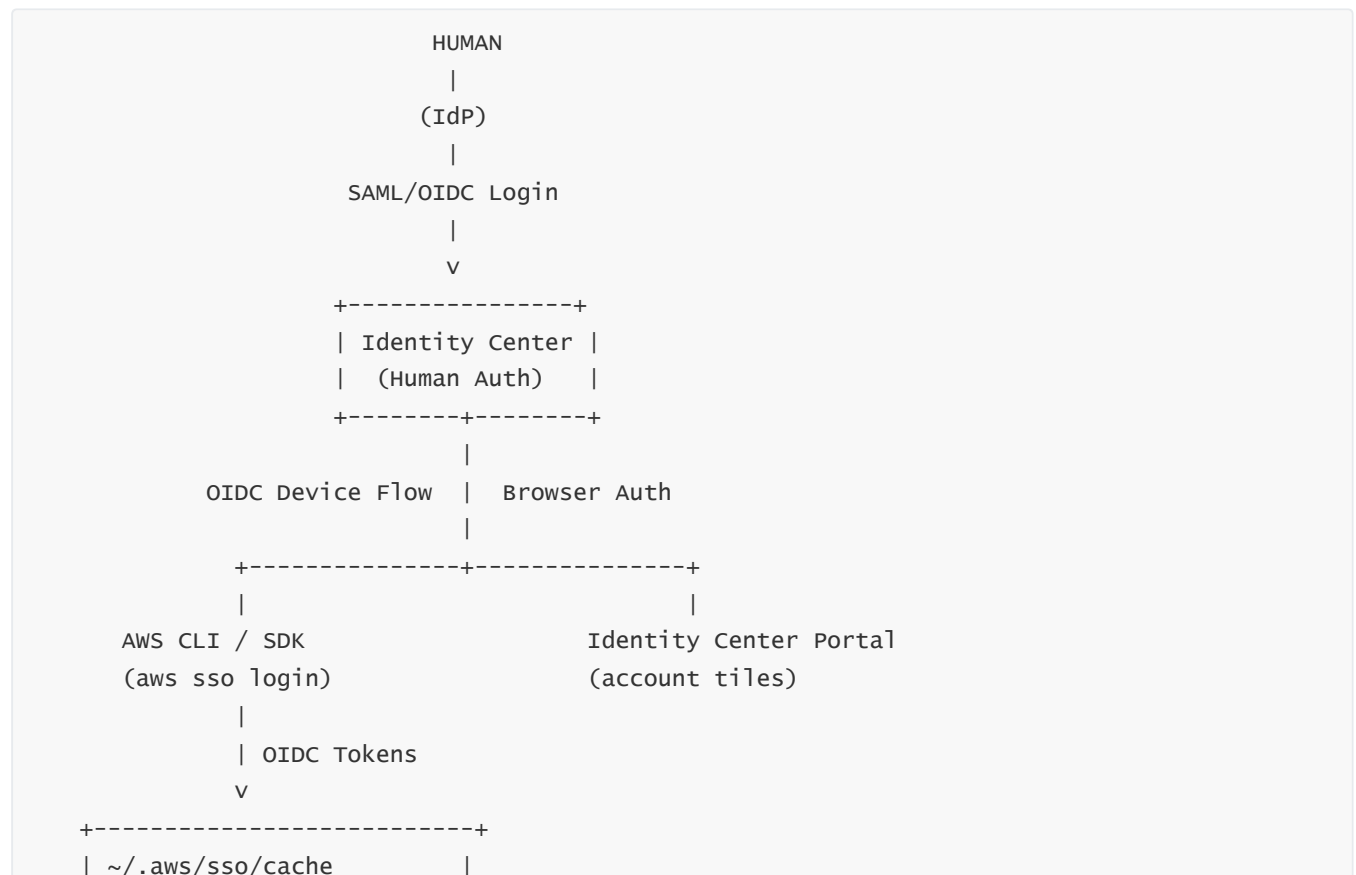 HUMAN
|
(IdP)
|
SAML/OIDC Login
|
v
+----------------+
| Identity Center |
|  (Human Auth)   |
+--------+--------+
|
OIDC Device Flow  |  Browser Auth
|
+---------------+---------------+
|                               |
AWS CLI / SDK                    Identity Center Portal
(aws sso login)                  (account tiles)
|
| OIDC Tokens
v
+---------------------------+
| ~/.aws/sso/cache          |